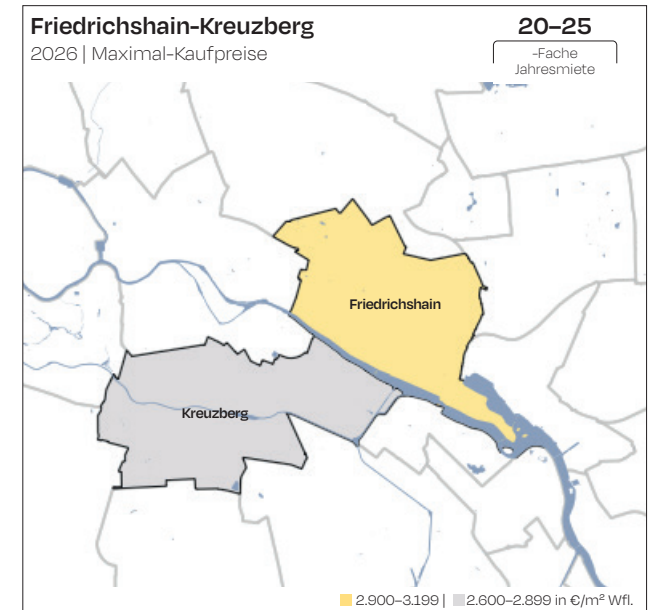 Friedrichshain-Kreuzberg
2026 | Maximal-Kaufpreise
20–25
-Fache
Jahresmiete
Friedrichshain
Kreuzberg
2.900–3.199 | 2.600–2.899 in €/m² Wfl.